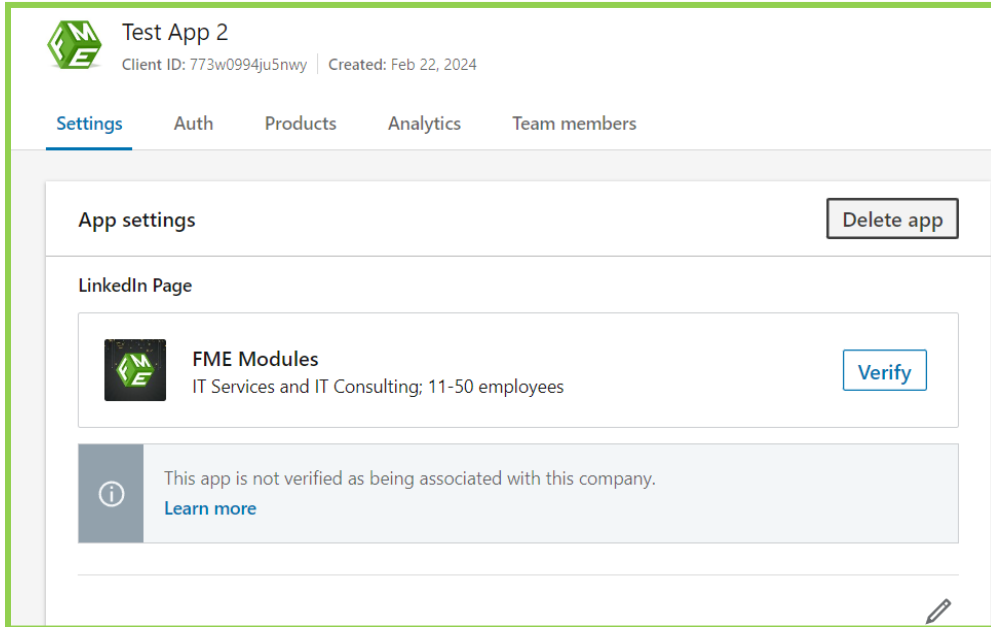 FME
Test App 2
Client ID: 773w0994ju5nwy Created: Feb 22, 2024
Settings Auth Products Analytics Team members
App settings Delete app
LinkedIn Page
FME
FME Modules
IT Services and IT Consulting; 11-50 employees
Verify
This app is not verified as being associated with this company.
Learn more